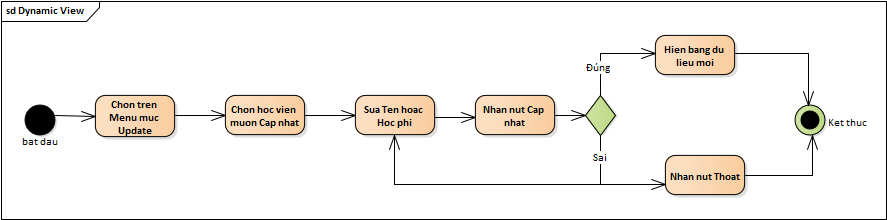 sd Dynamic View
bat dau
Chon tren
Menu muc
Update
Chon hoc vien
muon Cap nhat
Sua Ten hoac
Hoc phi
Nhan nut Cap
nhat
Đúng
Sai
Hien bang du
lieu moi
Nhan nut Thoat
Ket thuc